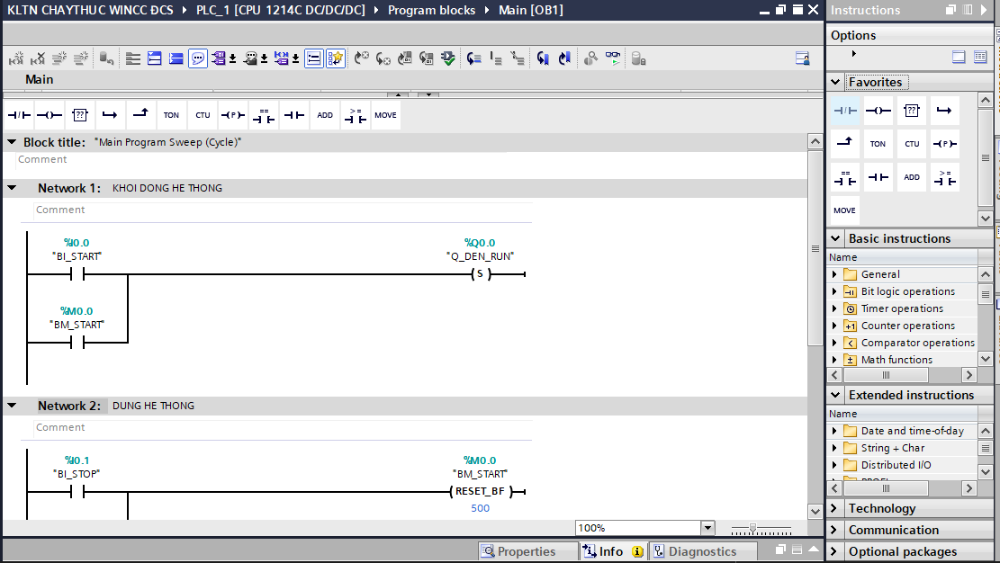 KLTN CHAYTHUC WINCC ĐCS ▸ PLC_1 [CPU 1214C DC/DC/DC] ▸ Program blocks ▸ Main [OB1]
Main
?? TON CTU P == ADD >= MOVE
Block title: "Main Program Sweep (Cycle)"
Comment
Network 1: KHOI DONG HE THONG
Comment
%I0.0 %Q0.0
"BI_START" "Q_DEN_RUN"
S
%M0.0
"BM_START"
Network 2: DUNG HE THONG
Comment
%I0.1 %M0.0
"BI_STOP" "BM_START"
RESET_BF
500
100%
Properties Info Diagnostics
Instructions
Options
Favorites
??
TON CTU P
== ADD >=
MOVE
Basic instructions
Name
General
Bit logic operations
Timer operations
Counter operations
Comparator operations
Math functions
Extended instructions
Name
Date and time-of-day
String + Char
Distributed I/O
Technology
Communication
Optional packages